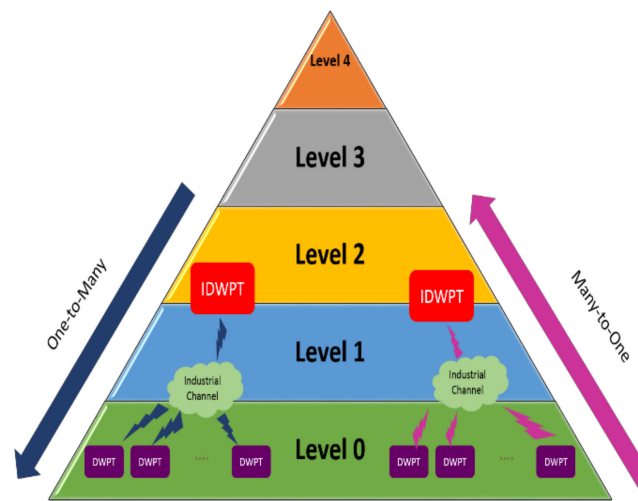 Level 4
Level 3
Level 2
IDWPT
IDWPT
One-to-Many
Many-to-One
Level 1
Industrial
Channel
Industrial
Channel
Level 0
DWPT
DWPT
....
DWPT
DWPT
DWPT
....
DWPT